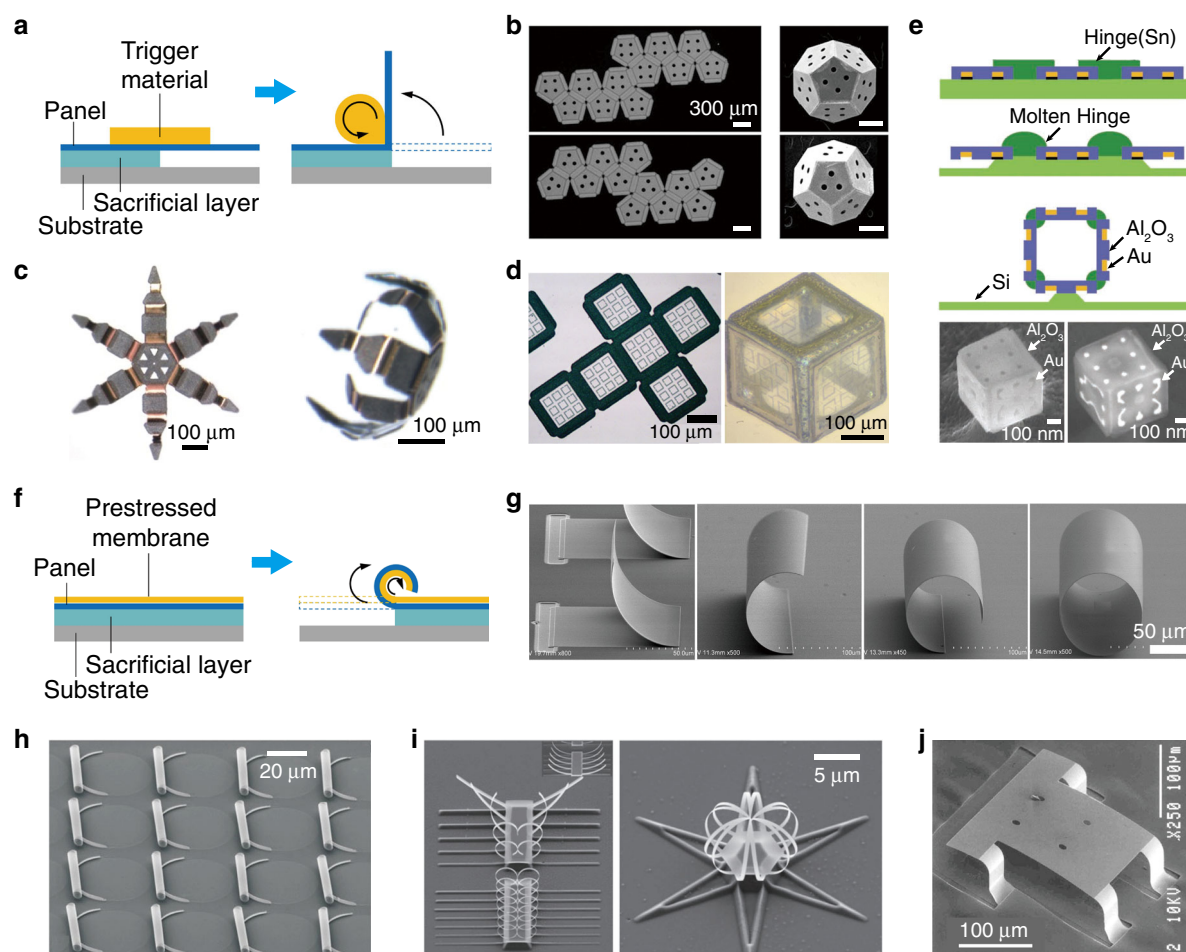 a
Trigger
material
Panel
Sacrificial layer
Substrate
b
300 μm
c
100 μm
100 μm
d
100 μm
100 μm
e
Hinge(Sn)
Molten Hinge
Al2O3
Au
Si
Al2O3
Au
100 nm
Al2O3
Au
100 nm
f
Prestressed
membrane
Panel
Sacrificial layer
Substrate
g
50 μm
h
20 μm
i
5 μm
j
X250 100μm
10KV
2
100 μm